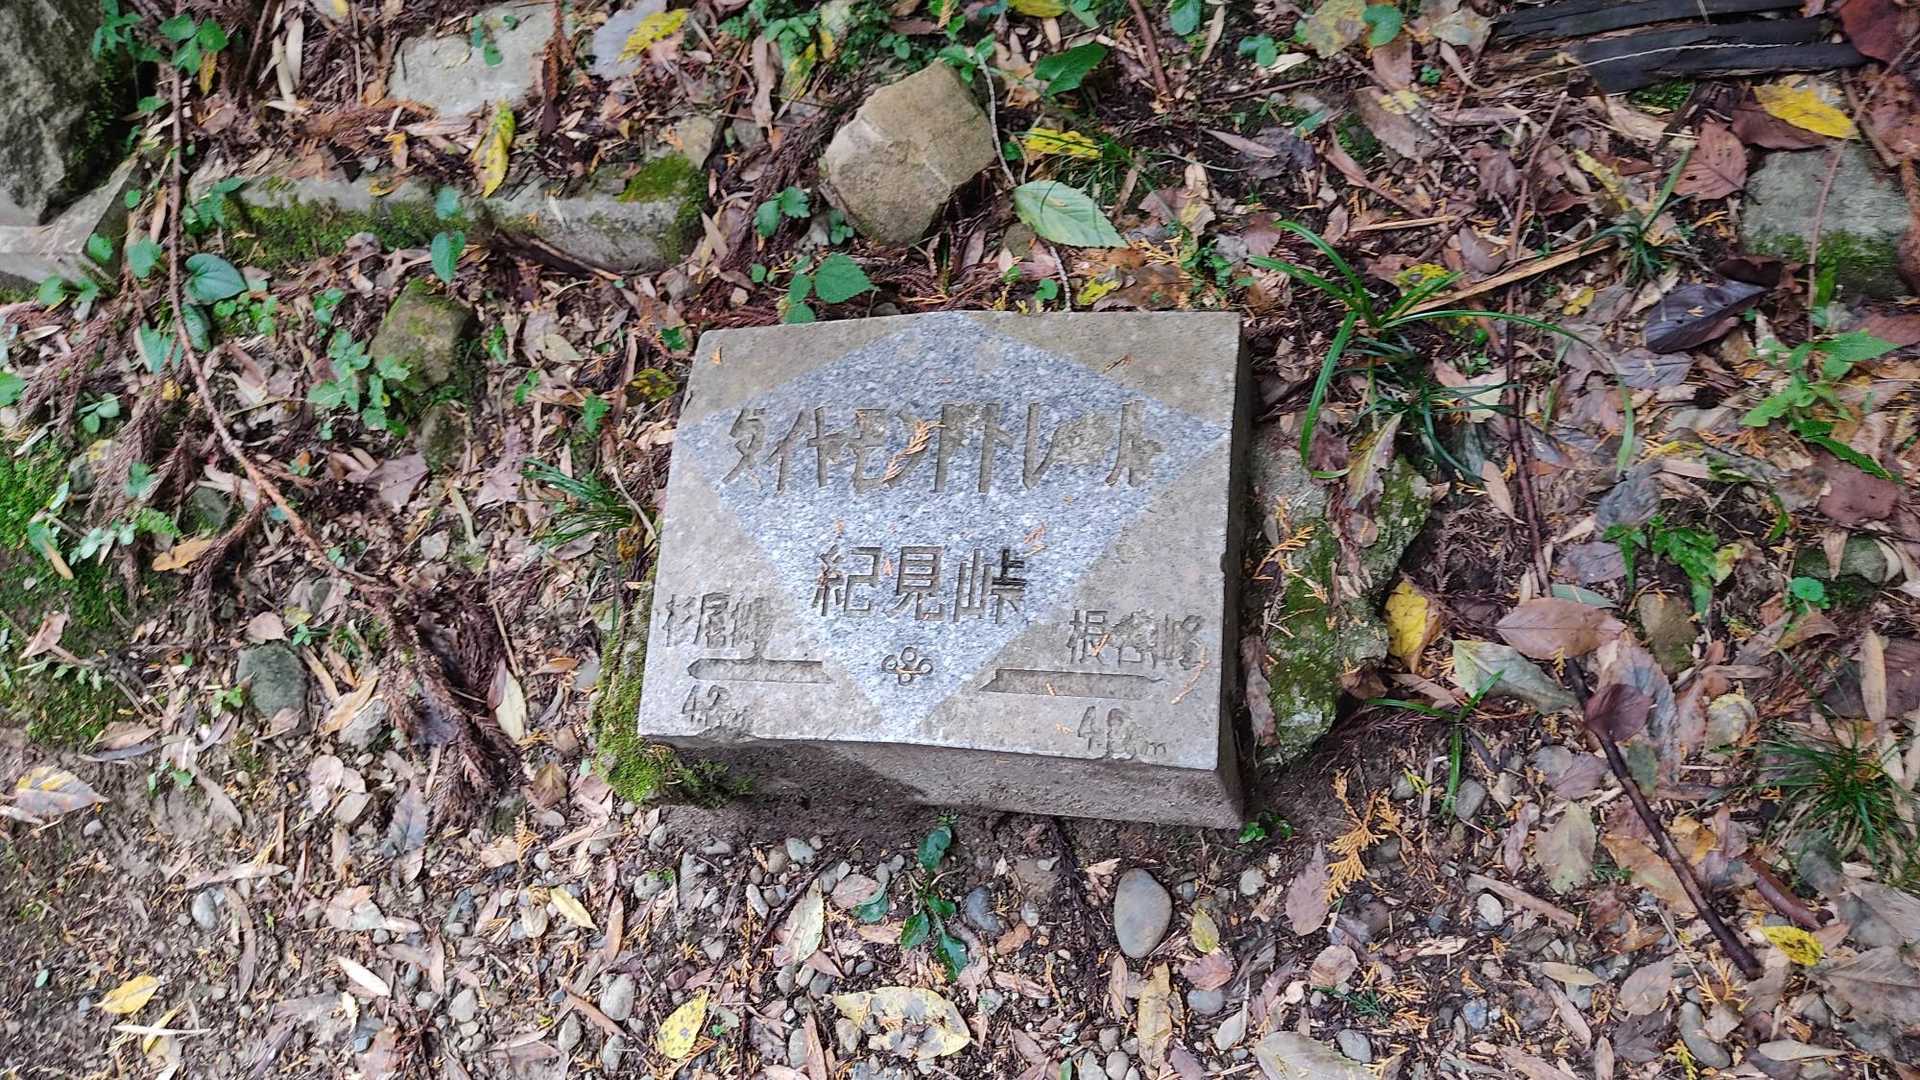 ダイヤモンドトレール
紀見峠
杉尾峠
根古峰